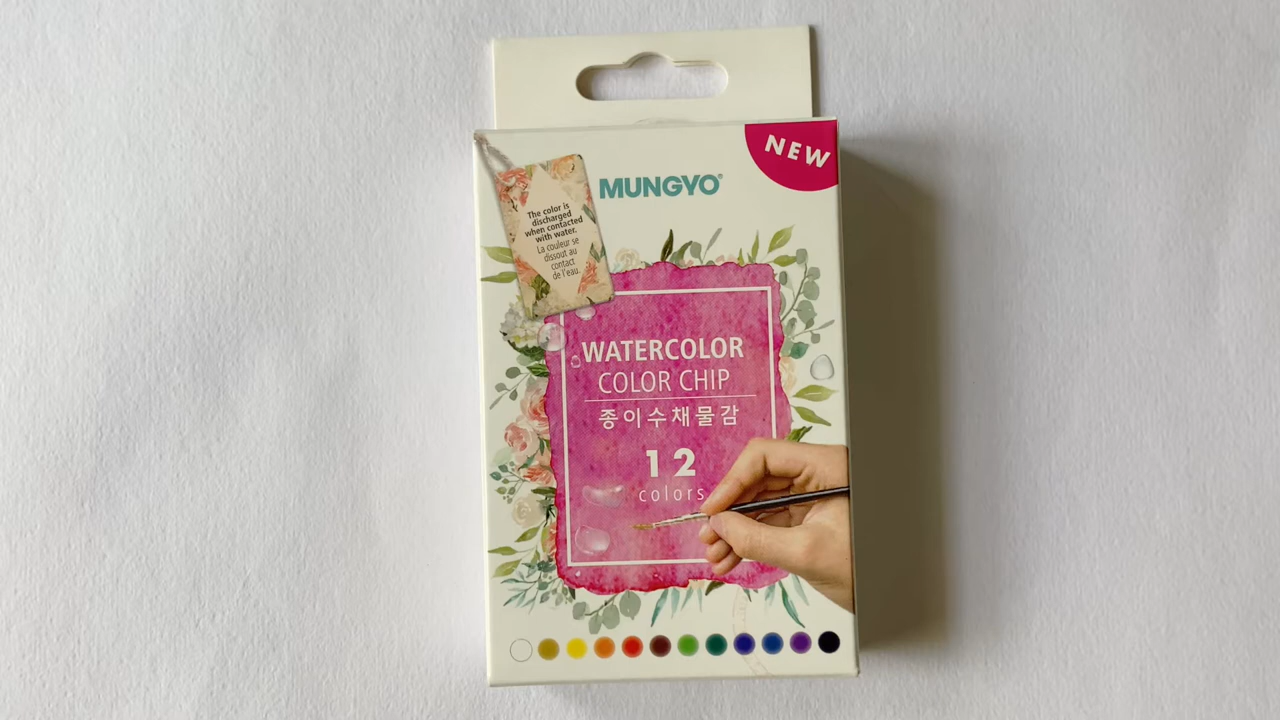 NEW
MUNGYO®
The color is
discharged
when contacted
with water.
La couleur se
dissout au
contact
de l'eau.
WATERCOLOR
COLOR CHIP
종이수채물감
12
colors